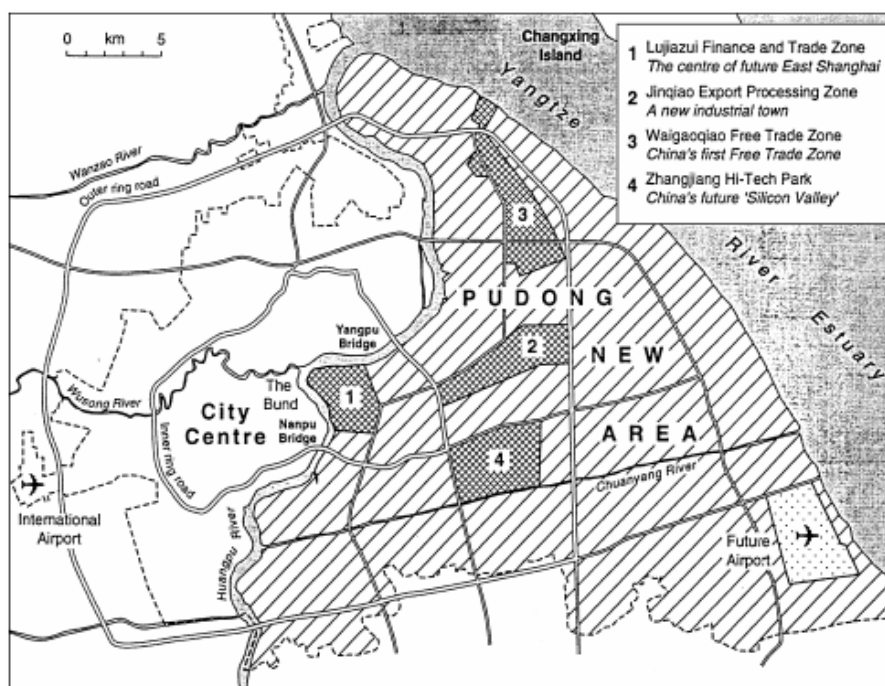 0 km 5
Changxing
Island
Yangtze
River
Estuary
1 Lujiazui Finance and Trade Zone
The centre of future East Shanghai
2 Jinqiao Export Processing Zone
A new industrial town
3 Waigaoqiao Free Trade Zone
China's first Free Trade Zone
4 Zhangjiang Hi-Tech Park
China's future 'Silicon Valley'
Wanzao River
Outer ring road
3
PUDONG
NEW
AREA
Yangpu
Bridge
2
1
The
Bund
Wusong River
City
Centre
Nanpu
Bridge
Inner ring road
4
Chuanyang River
International
Airport
Huangpu River
Future
Airport